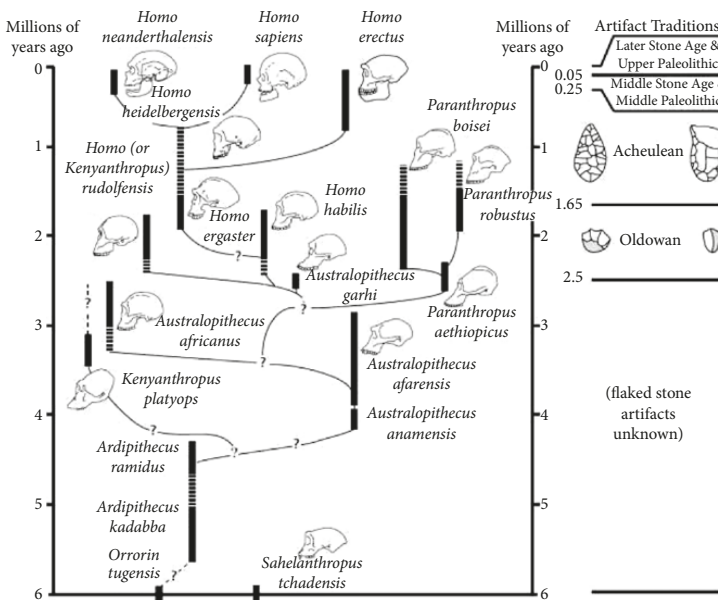 Millions of
years ago
Homo
neanderthalensis
Homo
sapiens
Homo
erectus
Millions of
years ago
Artifact Traditions
0
1
2
3
4
5
6
Homo
heidelbergensis
Homo (or
Kenyanthropus)
rudolfensis
Homo
ergaster
Homo
habilis
Paranthropus
boisei
Paranthropus
robustus
?
Australopithecus
garhi
?
Paranthropus
aethiopicus
?
Australopithecus
africanus
?
Australopithecus
afarensis
Kenyanthropus
platyops
Australopithecus
anamensis
?
?
?
Ardipithecus
ramidus
Ardipithecus
kadabba
Orrorin
tugensis
?
Sahelanthropus
tchadensis
0
1
2
3
4
5
6
Later Stone Age &
Upper Paleolithic
0.05
0.25
Middle Stone Age
Middle Paleolithic
Acheulean
1.65
Oldowan
2.5
(flaked stone
artifacts
unknown)